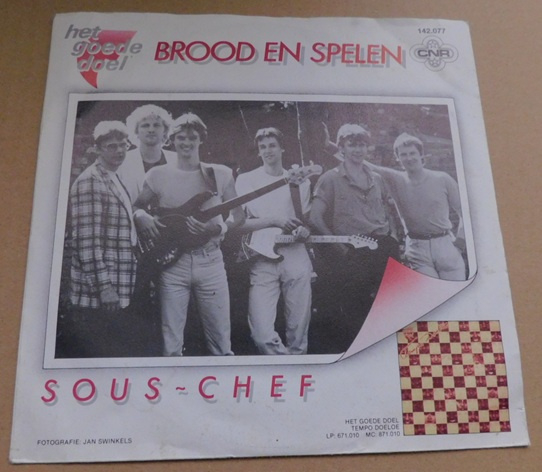 het
goede
doel
BROOD EN SPELEN
142.077
CNR
SOUS~CHEF
HET GOEDE DOEL
TEMPO DOELOE
LP: 671.010 MC: 871.010
FOTOGRAFIE: JAN SWINKELS